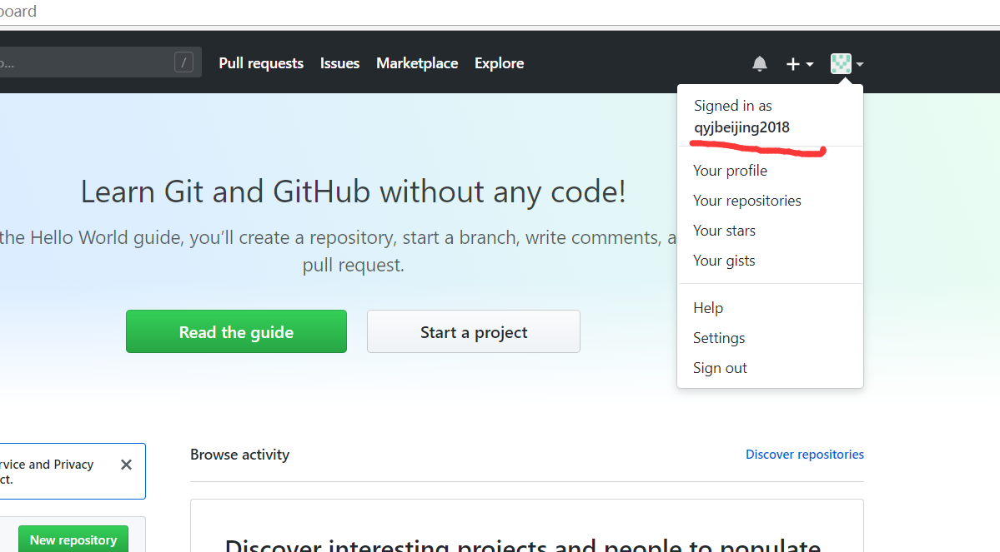 board
o...
/
Pull requests
Issues
Marketplace
Explore
Signed in as
qyjbeijing2018
Your profile
Your repositories
Your stars
Your gists
Help
Settings
Sign out
Learn Git and GitHub without any code!
the Hello World guide, you’ll create a repository, start a branch, write comments, a
pull request.
Read the guide
Start a project
rvice and Privacy
ct.
Browse activity
Discover repositories
New repository
Discover interesting projects and people to populate